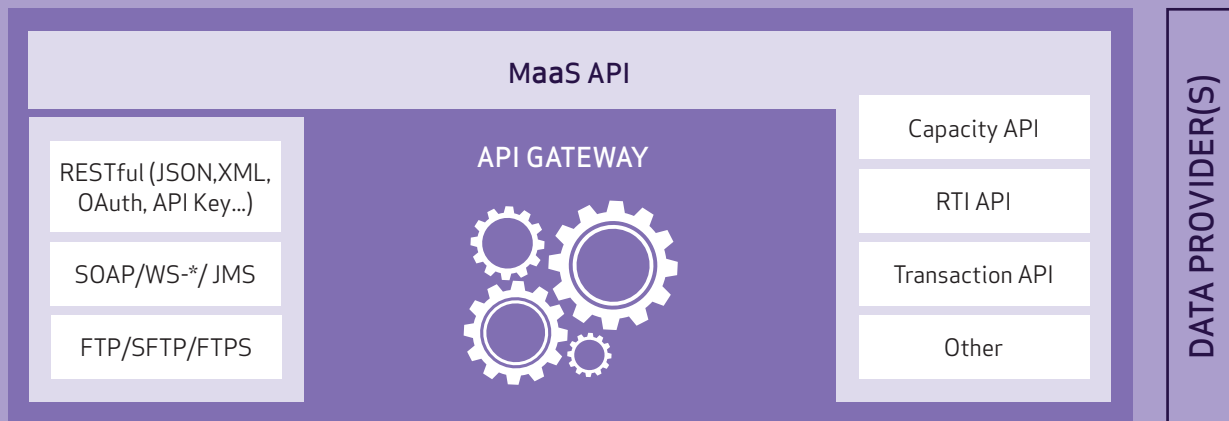 MaaS API
RESTful (JSON,XML,
OAuth, API Key...)
SOAP/WS-*/ JMS
FTP/SFTP/FTPS
API GATEWAY
Capacity API
RTI API
Transaction API
Other
DATA PROVIDER(S)